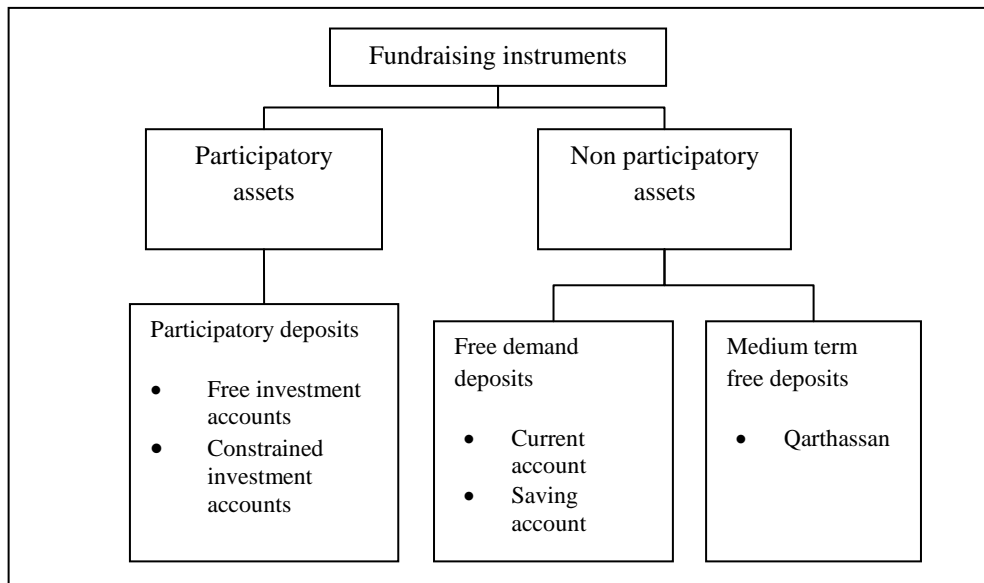 Fundraising instruments
Participatory
assets
Non participatory
assets
Participatory deposits
• Free investment
accounts
• Constrained
investment
accounts
Free demand
deposits
• Current
account
• Saving
account
Medium term
free deposits
• Qarthassan